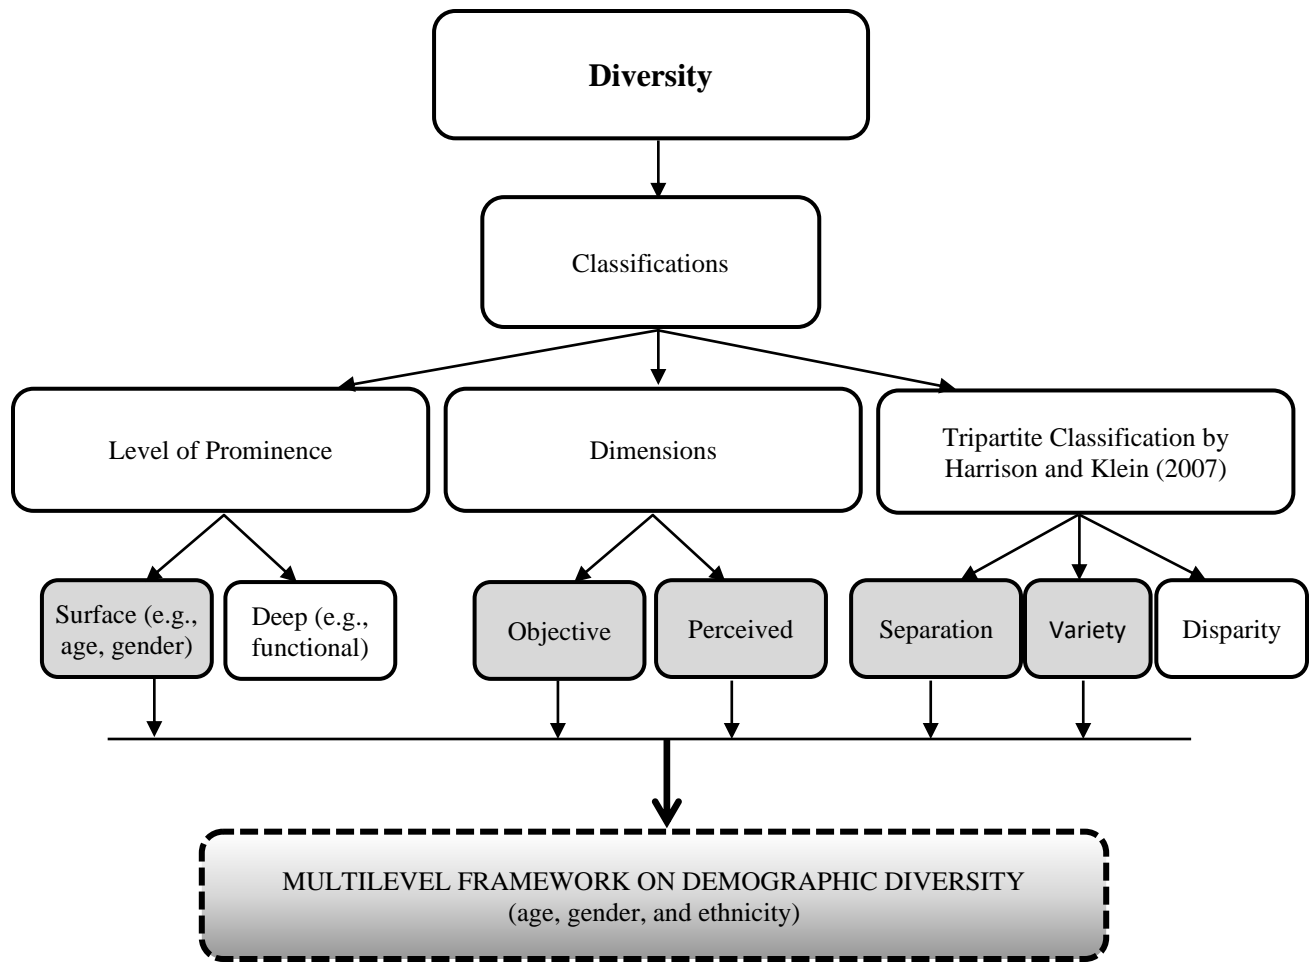 Diversity
Classifications
Level of Prominence
Dimensions
Tripartite Classification by
Harrison and Klein (2007)
Surface (e.g.,
age, gender)
Deep (e.g.,
functional)
Objective
Perceived
Separation
Variety
Disparity
MULTILEVEL FRAMEWORK ON DEMOGRAPHIC DIVERSITY
(age, gender, and ethnicity)